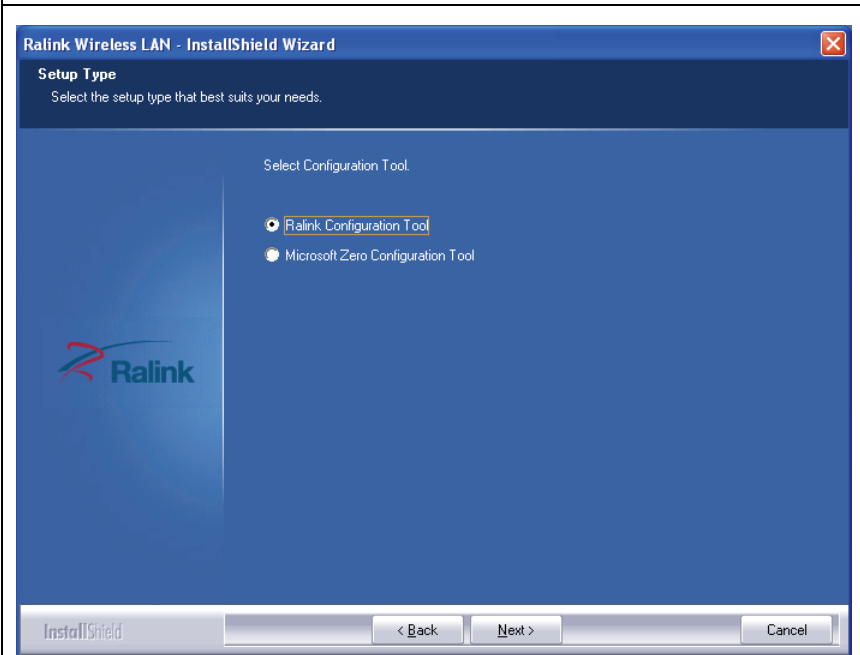 Ralink Wireless LAN - InstallShield Wizard
Setup Type
Select the setup type that best suits your needs.
Select Configuration Tool.
Ralink Configuration Tool
Microsoft Zero Configuration Tool
Ralink
InstallShield
< Back
Next >
Cancel